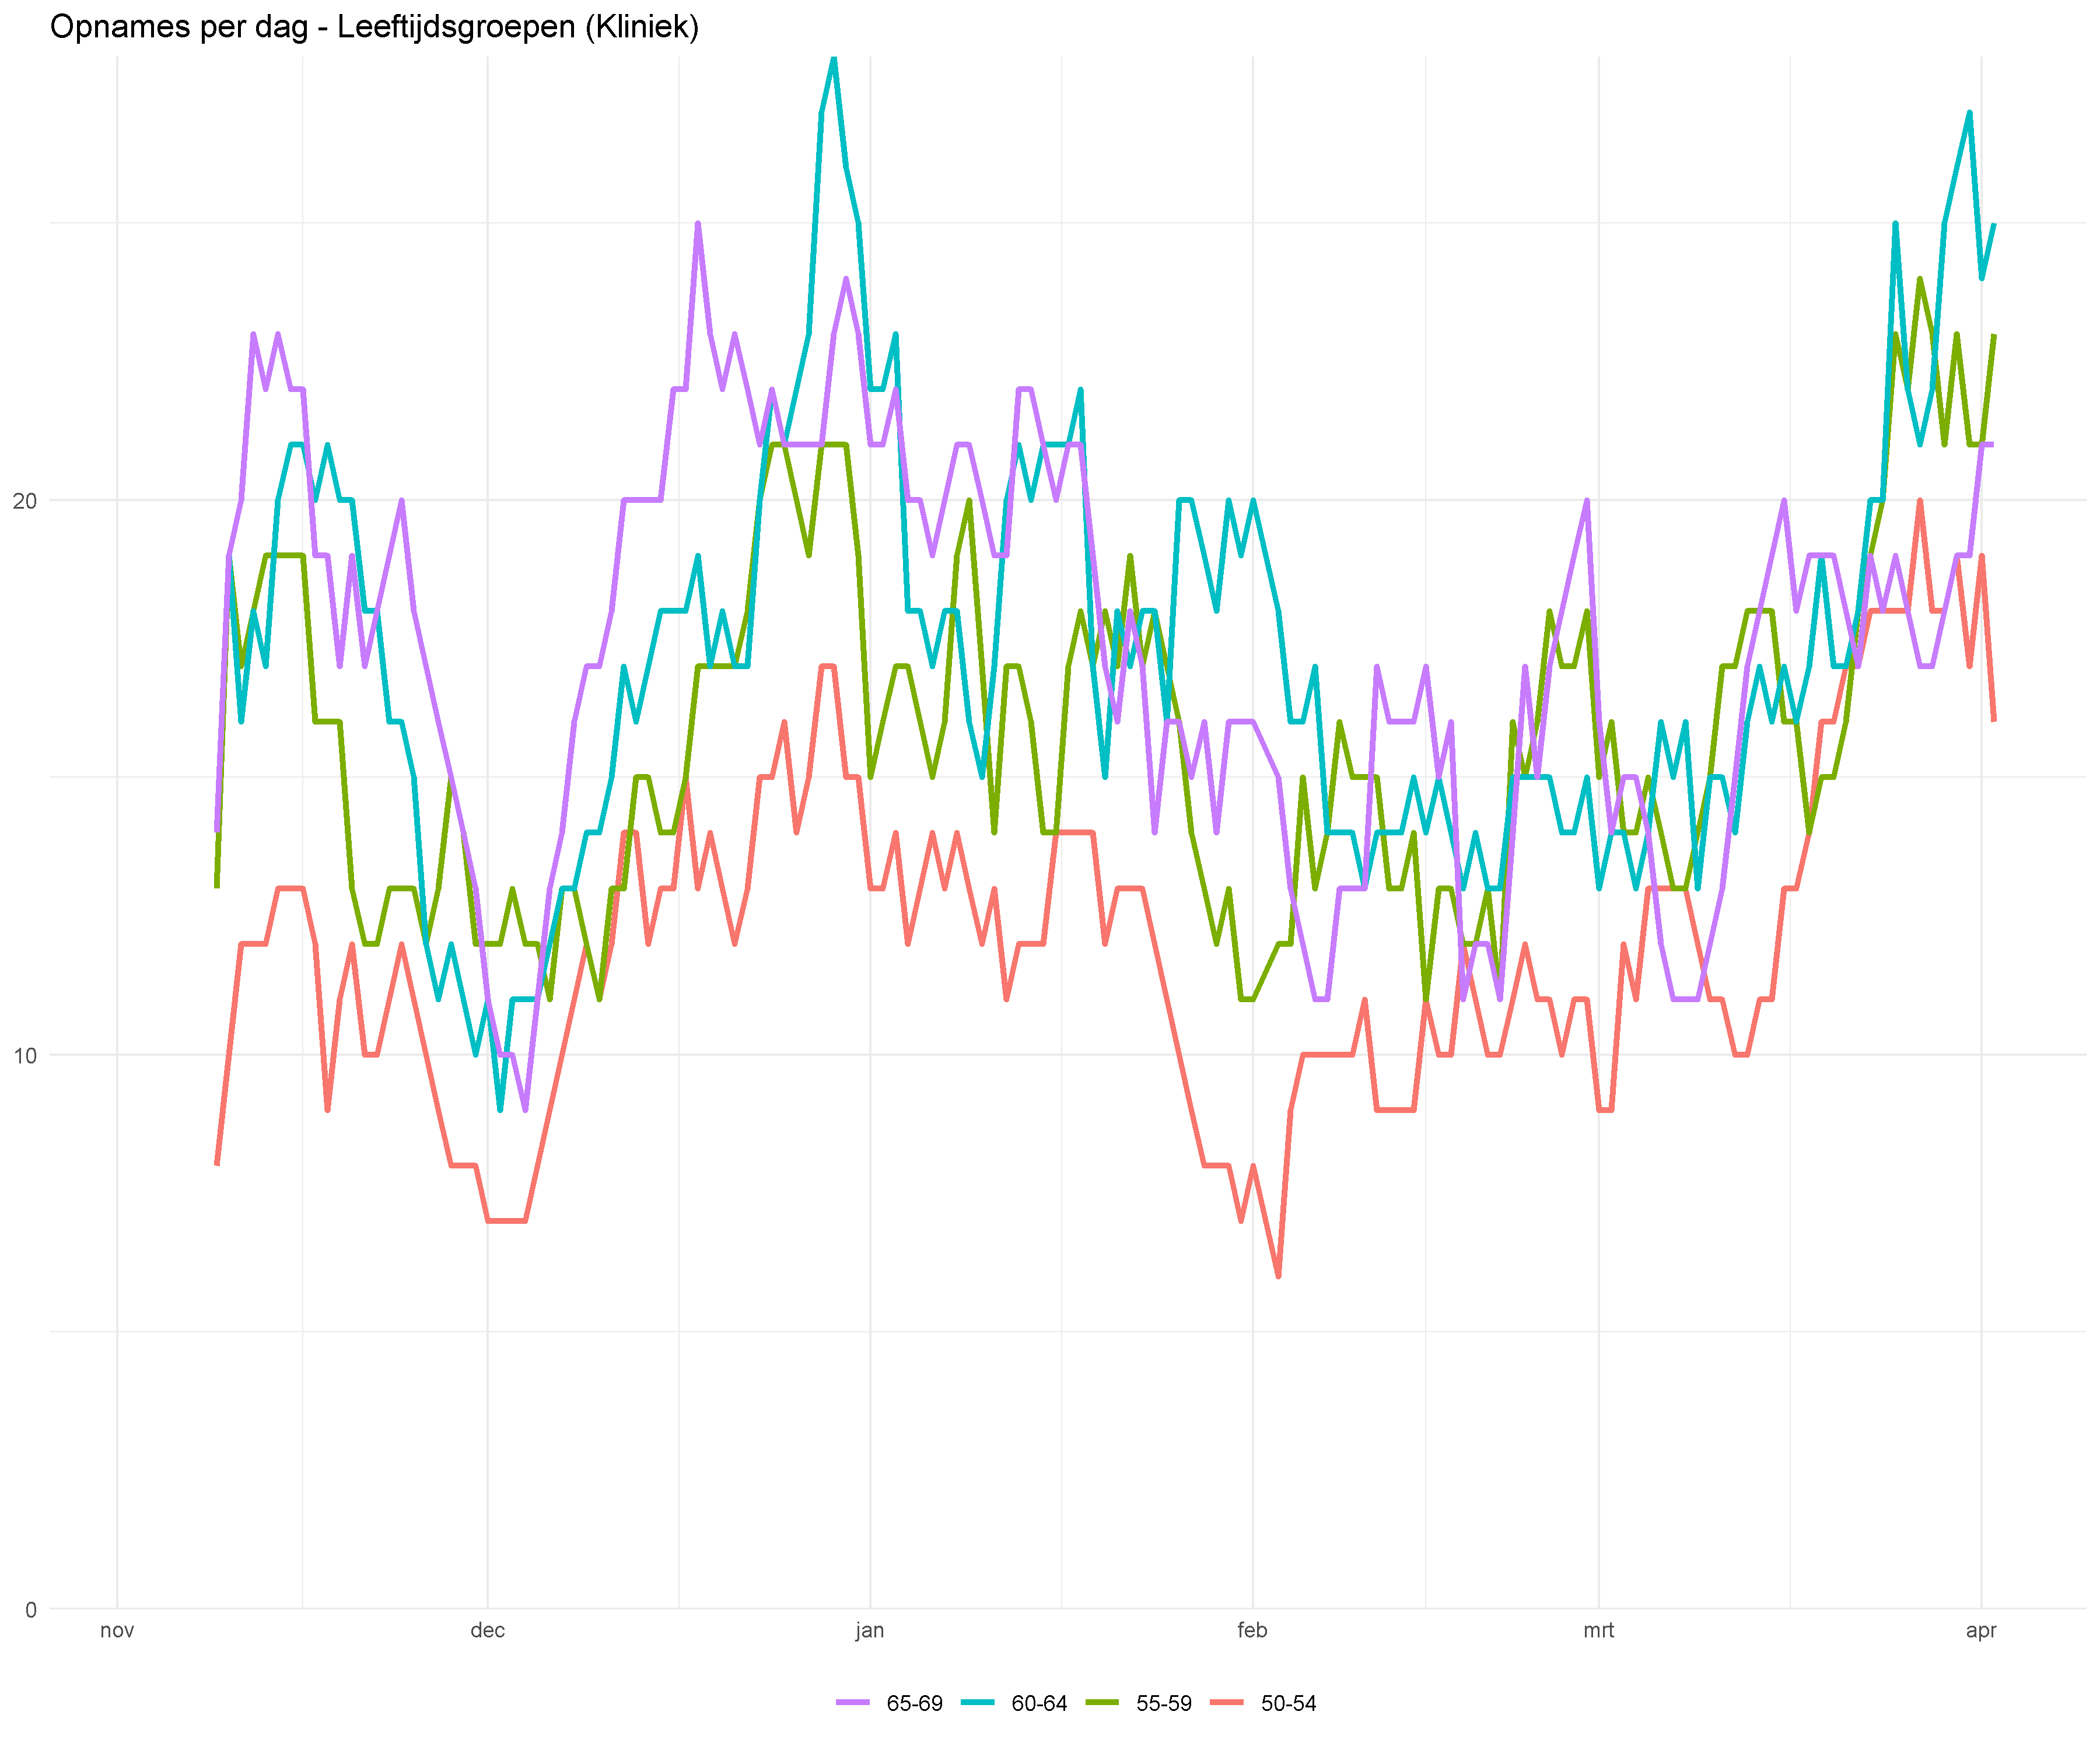 Opnames per dag - Leeftijdsgroepen (Kliniek)
20
10
0
nov dec jan feb mrt apr
65-69 60-64 55-59 50-54